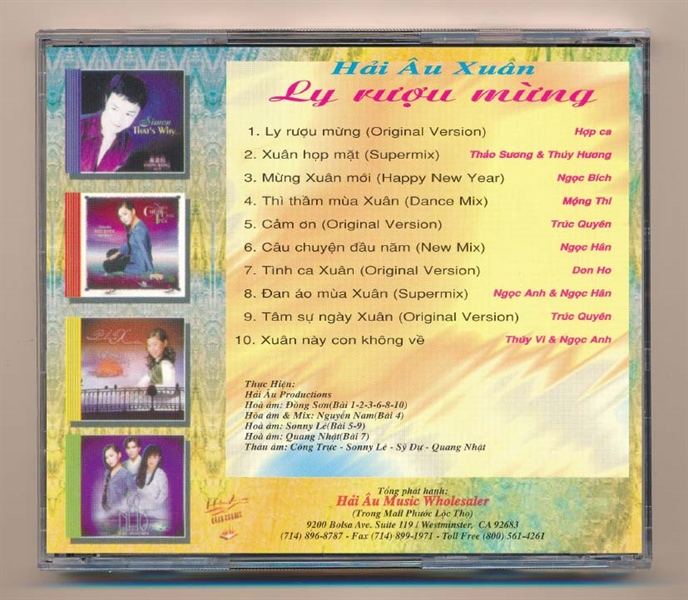 Hải Âu Xuân
Ly rượu mừng
1. Ly rượu mừng (Original Version) Hợp ca
2. Xuân họp mặt (Supermix) Thảo Sương & Thúy Hương
3. Mừng Xuân mới (Happy New Year) Ngọc Bích
4. Thì thầm mùa Xuân (Dance Mix) Mộng Thi
5. Cảm ơn (Original Version) Trúc Quyên
6. Câu chuyện đầu năm (New Mix) Ngọc Hân
7. Tình ca Xuân (Original Version) Don Ho
8. Đan áo mùa Xuân (Supermix) Ngọc Anh & Ngọc Hân
9. Tâm sự ngày Xuân (Original Version) Trúc Quyên
10. Xuân này con không về Thúy Vi & Ngọc Anh
Thực Hiện:
Hải Âu Productions
Hoà âm: Đồng Sơn(Bài 1-2-3-6-8-10)
Hòa âm & Mix: Nguyễn Nam(Bài 4)
Hoà âm: Sonny Lê(Bài 5-9)
Hoà âm: Quang Nhật(Bài 7)
Thâu âm: Công Trực - Sonny Lê - Sỹ Dự - Quang Nhật
Tổng phát hành:
Hải Âu Music Wholesaler
(Trong Mall Phước Lộc Thọ)
9200 Bolsa Ave. Suite 119 / Westminster, CA 92683
(714) 896-8787 - Fax (714) 899-1971 - Toll Free (800) 561-4261
Simon
That's Why...